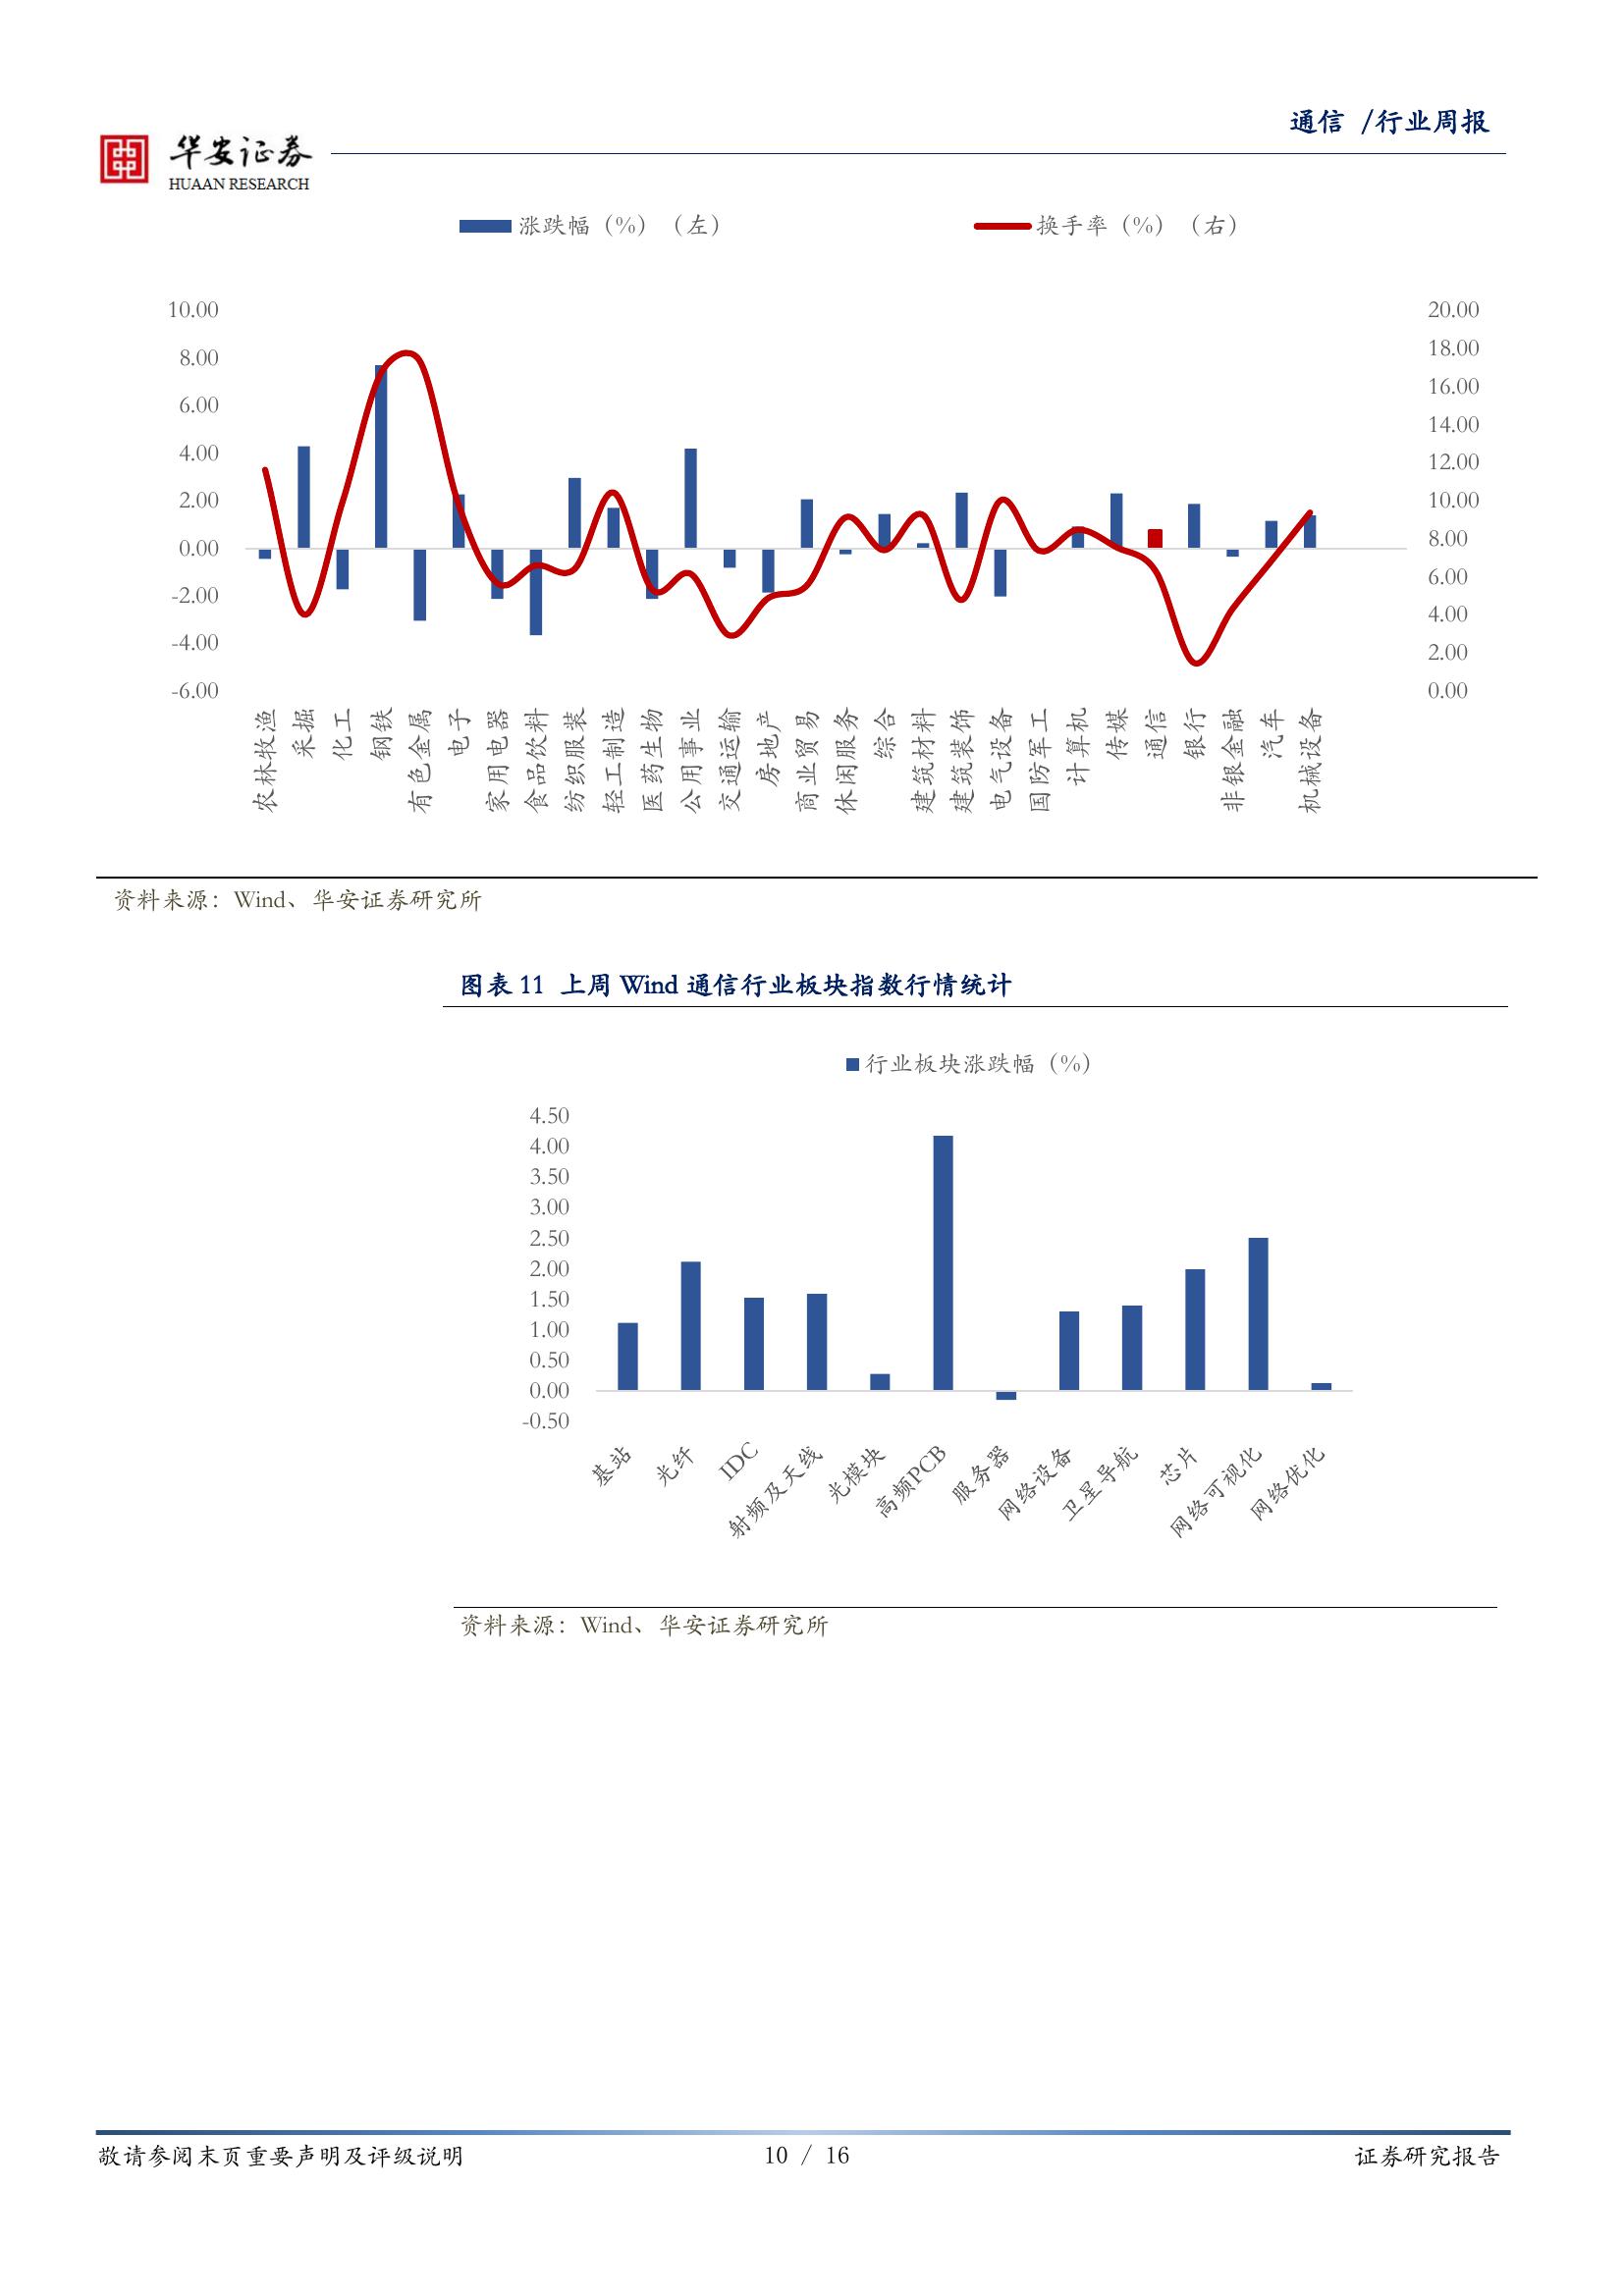 通信 /行业周报
华安证券
HUAAN RESEARCH
涨跌幅（%）（左）
换手率（%）（右）
10.00
8.00
6.00
4.00
2.00
0.00
-2.00
-4.00
-6.00
20.00
18.00
16.00
14.00
12.00
10.00
8.00
6.00
4.00
2.00
0.00
农林牧渔
采掘
化工
钢铁
有色金属
电子
家用电器
食品饮料
纺织服装
轻工制造
医药生物
公用事业
交通运输
房地产
商业贸易
休闲服务
综合
建筑材料
建筑装饰
电气设备
国防军工
计算机
传媒
通信
银行
非银金融
汽车
机械设备
资料来源：Wind、华安证券研究所
图表 11 上周 Wind 通信行业板块指数行情统计
行业板块涨跌幅（%）
4.50
4.00
3.50
3.00
2.50
2.00
1.50
1.00
0.50
0.00
-0.50
基站
光纤
IDC
射频及天线
光模块
高频PCB
服务器
网络设备
卫星导航
芯片
网络可视化
网络优化
资料来源：Wind、华安证券研究所
敬请参阅末页重要声明及评级说明
10 / 16
证券研究报告